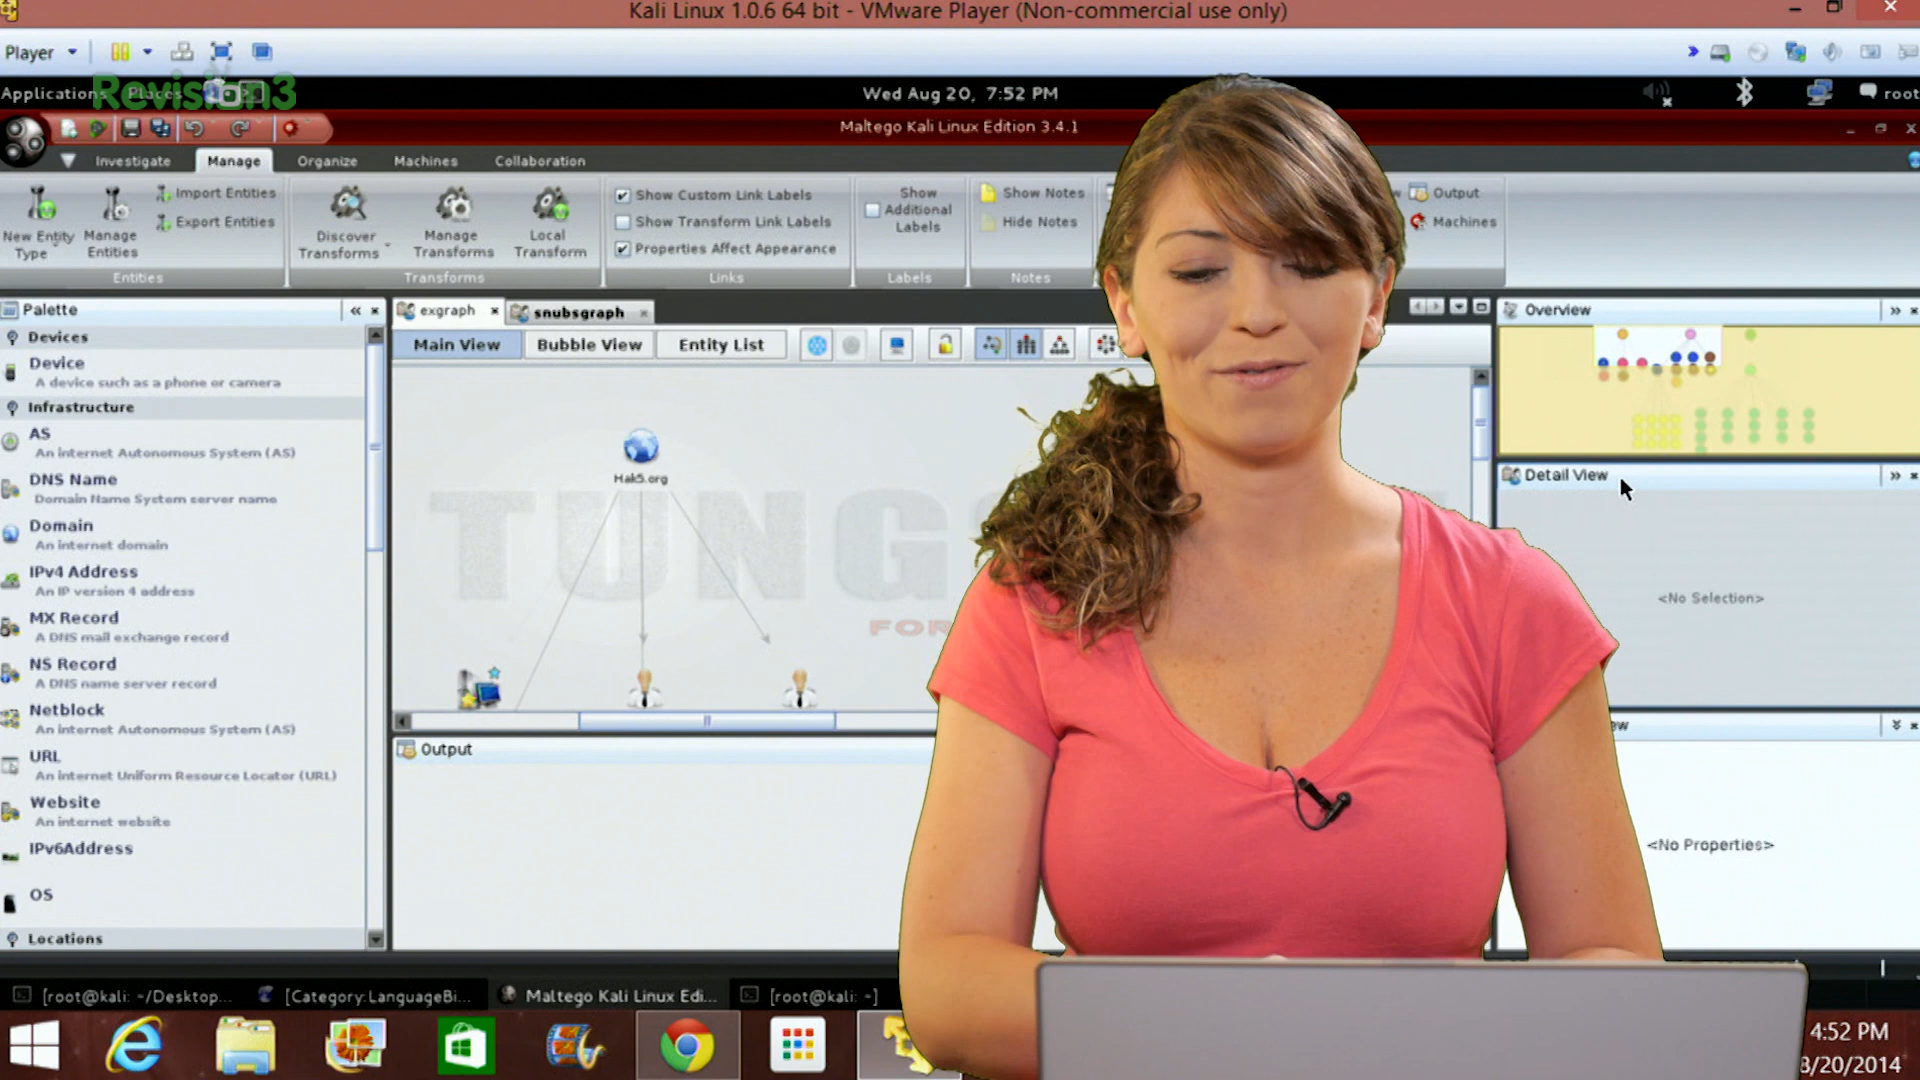 Kali Linux 1.0.6 64 bit - VMware Player (Non-commercial use only)
Player
Applications Places
Revision3
Wed Aug 20, 7:52 PM
root
Maltego Kali Linux Edition 3.4.1
Investigate Manage Organize Machines Collaboration
New Entity
Type
Manage
Entities
Import Entities
Export Entities
Entities
Discover
Transforms
Manage
Transforms
Local
Transform
Transforms
Show Custom Link Labels
Show Transform Link Labels
Properties Affect Appearance
Links
Show
Additional
Labels
Labels
Show Notes
Hide Notes
Notes
Output
Machines
Palette
Devices
Device
A device such as a phone or camera
Infrastructure
AS
An internet Autonomous System (AS)
DNS Name
Domain Name System server name
Domain
An internet domain
IPv4 Address
An IP version 4 address
MX Record
A DNS mail exchange record
NS Record
A DNS name server record
Netblock
An internet Autonomous System (AS)
URL
An internet Uniform Resource Locator (URL)
Website
An internet website
IPv6Address
OS
Locations
exgraph
snubsgraph
Main View Bubble View Entity List
Hak5.org
TUNG
FOR
Output
Overview
Detail View
<No Selection>
<No Properties>
[root@kali: ~/Desktop...
[Category:LanguageBi...
Maltego Kali Linux Edi...
[root@kali: ~]
4:52 PM
8/20/2014